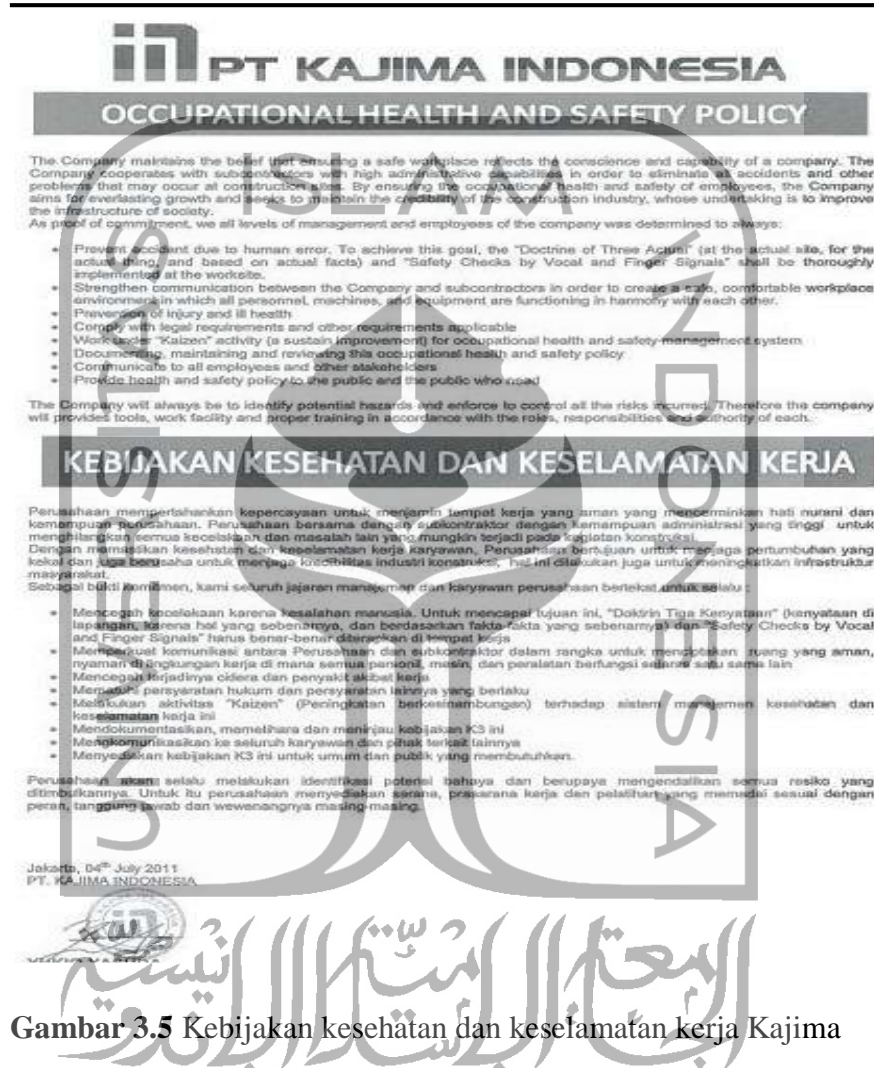 PT KAJIMA INDONESIA
OCCUPATIONAL HEALTH AND SAFETY POLICY
The Company maintains the belief that ensuring a safe workplace reflects the conscience and capability of a company. The
Company cooperates with subcontractors with high administrative capabilities in order to eliminate all accidents and other
problems that may occur at construction sites. By ensuring the occupational health and safety of employees, the Company
aims for everlasting growth and seeks to maintain the credibility of the construction industry, whose undertaking is to improve
the infrastructure of society.
As proof of commitment, we all levels of management and employees of the company was determined to always:
• Prevent accident due to human error. To achieve this goal, the "Doctrine of Three Actual" (at the actual site, for the
actual thing, and based on actual facts) and "Safety Checks by Vocal and Finger Signals" shall be thoroughly
implemented at the worksite.
• Strengthen communication between the Company and subcontractors in order to create a safe, comfortable workplace
environment in which all personnel, machines, and equipment are functioning in harmony with each other.
• Prevention of injury and ill health
• Comply with legal requirements and other requirements applicable
• Work under "Kaizen" activity (a sustain improvement) for occupational health and safety management system
• Documenting, maintaining and reviewing this occupational health and safety policy
• Communicate to all employees and other stakeholders
• Provide health and safety policy to the public and the public who need
The Company will always be to identify potential hazards and enforce to control all the risks incurred. Therefore the company
will provides tools, work facility and proper training in accordance with the roles, responsibilities and authority of each.
KEBIJAKAN KESEHATAN DAN KESELAMATAN KERJA
Perusahaan mempertahankan kepercayaan untuk menjamin tempat kerja yang aman yang mencerminkan hati nurani dan
kemampuan perusahaan. Perusahaan bersama dengan subkontraktor dengan kemampuan administrasi yang tinggi untuk
menghilangkan semua kecelakaan dan masalah lain yang mungkin terjadi pada kegiatan konstruksi.
Dengan memastikan kesehatan dan keselamatan kerja karyawan, Perusahaan bertujuan untuk menjaga pertumbuhan yang
kekal dan juga berusaha untuk menjaga kredibilitas industri konstruksi, hal ini dilakukan juga untuk meningkatkan infrastruktur
masyarakat.
Sebagai bukti komitmen, kami seluruh jajaran manajemen dan karyawan perusahaan bertekat untuk selalu :
• Mencegah kecelakaan karena kesalahan manusia. Untuk mencapai tujuan ini, "Doktrin Tiga Kenyataan" (kenyataan di
lapangan, karena hal yang sebenarnya, dan berdasarkan fakta-fakta yang sebenarnya) dan "Safety Checks by Vocal
and Finger Signals" harus benar-benar diterapkan di tempat kerja
• Memperkuat komunikasi antara Perusahaan dan subkontraktor dalam rangka untuk menciptakan ruang yang aman,
nyaman di lingkungan kerja di mana semua personil, mesin, dan peralatan berfungsi selaras satu sama lain
• Mencegah terjadinya cidera dan penyakit akibat kerja
• Mematuhi persyaratan hukum dan persyaratan lainnya yang berlaku
• Melakukan aktivitas "Kaizen" (Peningkatan berkesinambungan) terhadap sistem manajemen kesehatan dan
keselamatan kerja ini
• Mendokumentasikan, memelihara dan meninjau kebijakan K3 ini
• Mengkomunikasikan ke seluruh karyawan dan pihak terkait lainnya
• Menyediakan kebijakan K3 ini untuk umum dan publik yang membutuhkan.
Perusahaan akan selalu melakukan identifikasi potensi bahaya dan berupaya mengendalikan semua resiko yang
ditimbulkannya. Untuk itu perusahaan menyediakan sarana, prasarana kerja dan pelatihan yang memadai sesuai dengan
peran, tanggung jawab dan wewenangnya masing-masing.
Jakarta, 04th July 2011
PT. KAJIMA INDONESIA
Gambar 3.5 Kebijakan kesehatan dan keselamatan kerja Kajima
UNIVERSITAS
ISLAM
INDONESIA